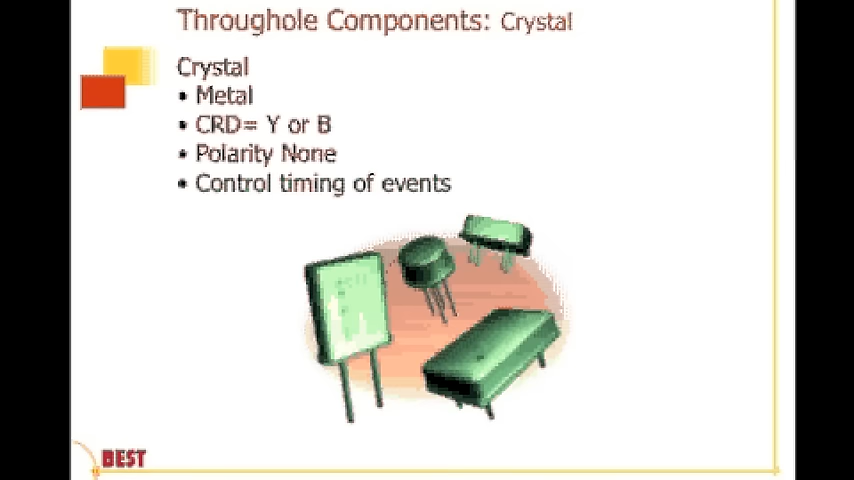 Throughole Components: Crystal
Crystal
• Metal
• CRD= Y or B
• Polarity None
• Control timing of events
BEST